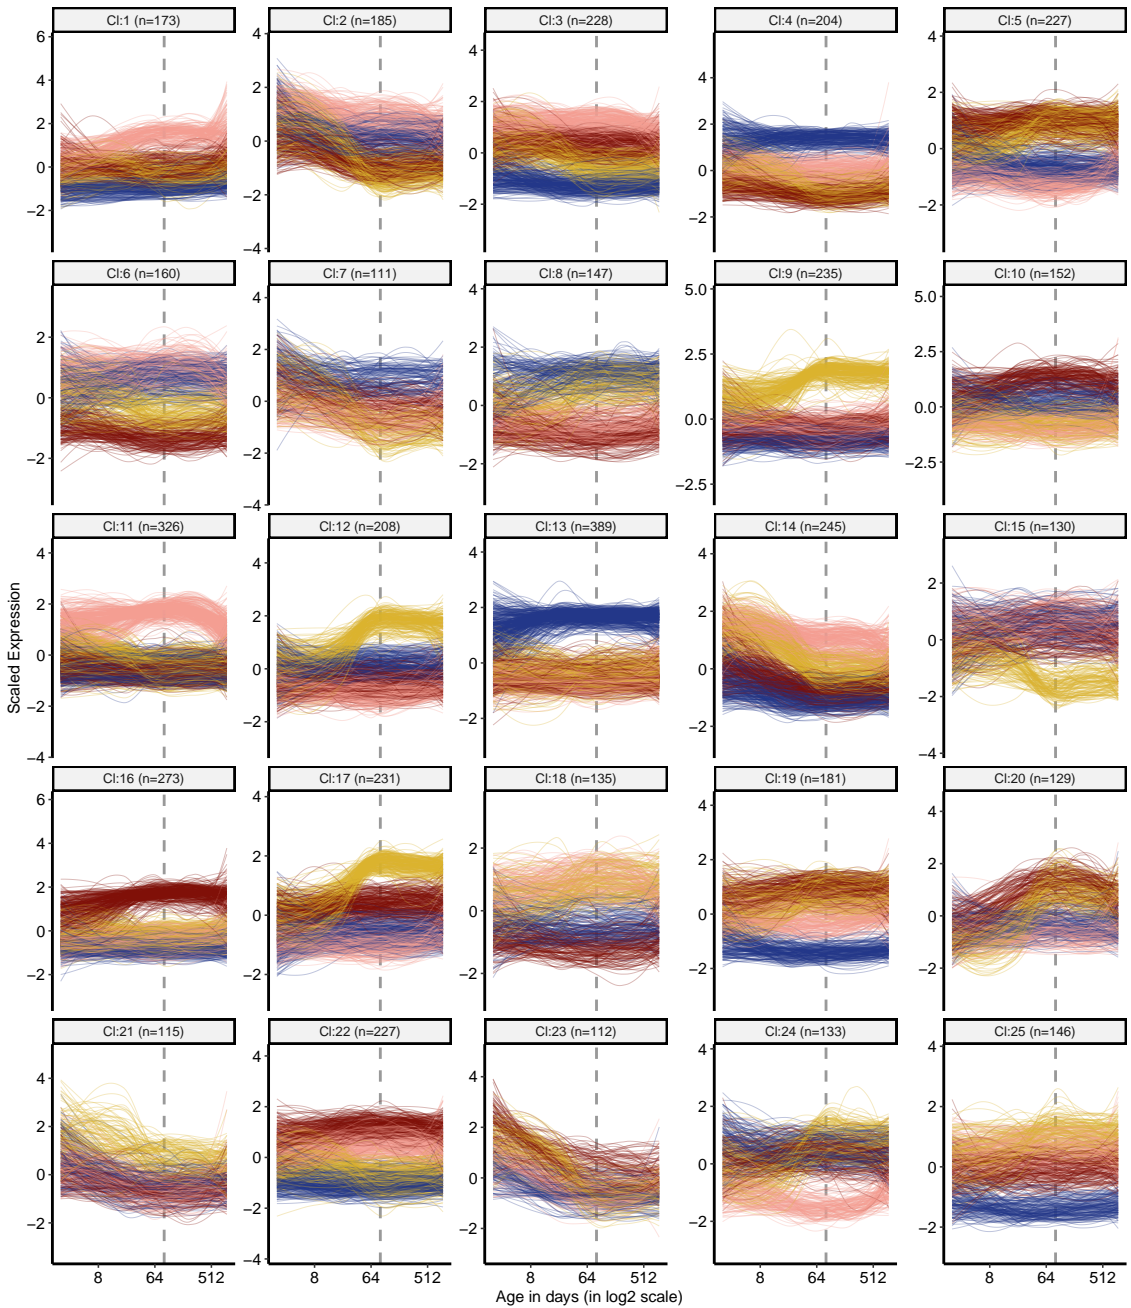 Cl:1 (n=173) Cl:2 (n=185) Cl:3 (n=228) Cl:4 (n=204) Cl:5 (n=227)
6 4 2 0 −2
4 2 0 −2 −4
4 2 0 −2
4 2 0 −2
4 2 0 −2
Cl:6 (n=160) Cl:7 (n=111) Cl:8 (n=147) Cl:9 (n=235) Cl:10 (n=152)
2 0 −2
4 2 0 −2 −4
4 2 0 −2
5.0 2.5 0.0 −2.5
5.0 2.5 0.0 −2.5
Cl:11 (n=326) Cl:12 (n=208) Cl:13 (n=389) Cl:14 (n=245) Cl:15 (n=130)
4 2 0 −2 −4
4 2 0 −2
4 2 0 −2
4 2 0 −2
2 0 −2 −4
Scaled Expression
Cl:16 (n=273) Cl:17 (n=231) Cl:18 (n=135) Cl:19 (n=181) Cl:20 (n=129)
6 4 2 0 −2
4 2 0 −2
2 0 −2
4 2 0 −2
4 2 0 −2
Cl:21 (n=115) Cl:22 (n=227) Cl:23 (n=112) Cl:24 (n=133) Cl:25 (n=146)
4 2 0 −2
4 2 0 −2 −4
4 2 0 −2
4 2 0 −2
4 2 0 −2
8 64 512 8 64 512 8 64 512 8 64 512 8 64 512
Age in days (in log2 scale)